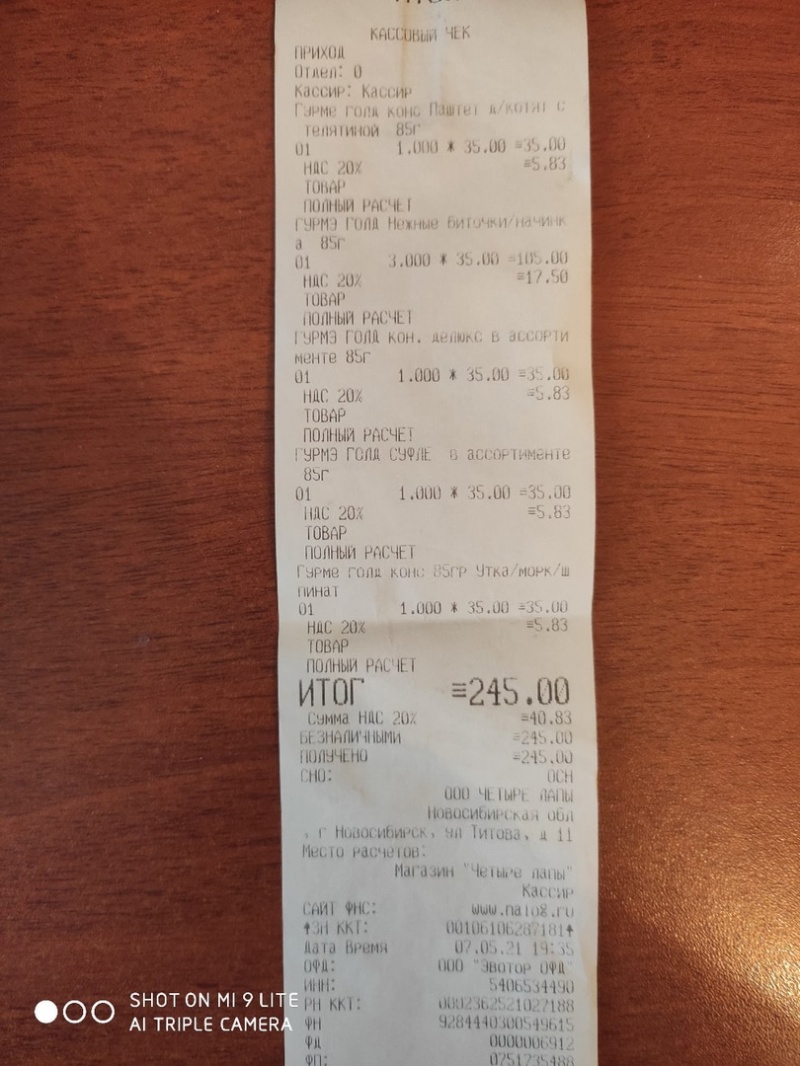 КАССОВЫЙ ЧЕК
ПРИХОД
Отдел: 0
Кассир: Кассир
Гурме голд конс Паштет д/котят с
телятиной 85г
01 1.000 * 35.00 =35.00
НДС 20% =5.83
ТОВАР
ПОЛНЫЙ РАСЧЕТ
ГУРМЭ ГОЛД Нежные биточки/начинк
а 85г
01 3.000 * 35.00 =105.00
НДС 20% =17.50
ТОВАР
ПОЛНЫЙ РАСЧЕТ
ГУРМЭ ГОЛД кон. делюкс в ассорти
менте 85г
01 1.000 * 35.00 =35.00
НДС 20% =5.83
ТОВАР
ПОЛНЫЙ РАСЧЕТ
ГУРМЭ ГОЛД СУФЛЕ в ассортименте
85г
01 1.000 * 35.00 =35.00
НДС 20% =5.83
ТОВАР
ПОЛНЫЙ РАСЧЕТ
Гурме голд конс 85гр Утка/морк/ш
пинат
01 1.000 * 35.00 =35.00
НДС 20% =5.83
ТОВАР
ПОЛНЫЙ РАСЧЕТ
ИТОГ =245.00
Сумма НДС 20% =40.83
БЕЗНАЛИЧНЫМИ =245.00
ПОЛУЧЕНО =245.00
СНО: ОСН
ООО ЧЕТЫРЕ ЛАПЫ
Новосибирская обл
, г Новосибирск, ул Титова, д 11
Место расчетов:
Магазин "Четыре лапы"
Кассир
САЙТ ФНС: www.nalog.ru
↑ЗН ККТ: 00106106287181↑
Дата Время 07.05.21 19:35
ОФД: ООО "Эвотор ОФД"
ИНН: 5406534490
РН ККТ: 0002362521027188
ФН 9284440300549615
ФД 0000006912
ФП: 0751735488
SHOT ON MI 9 LITE
AI TRIPLE CAMERA